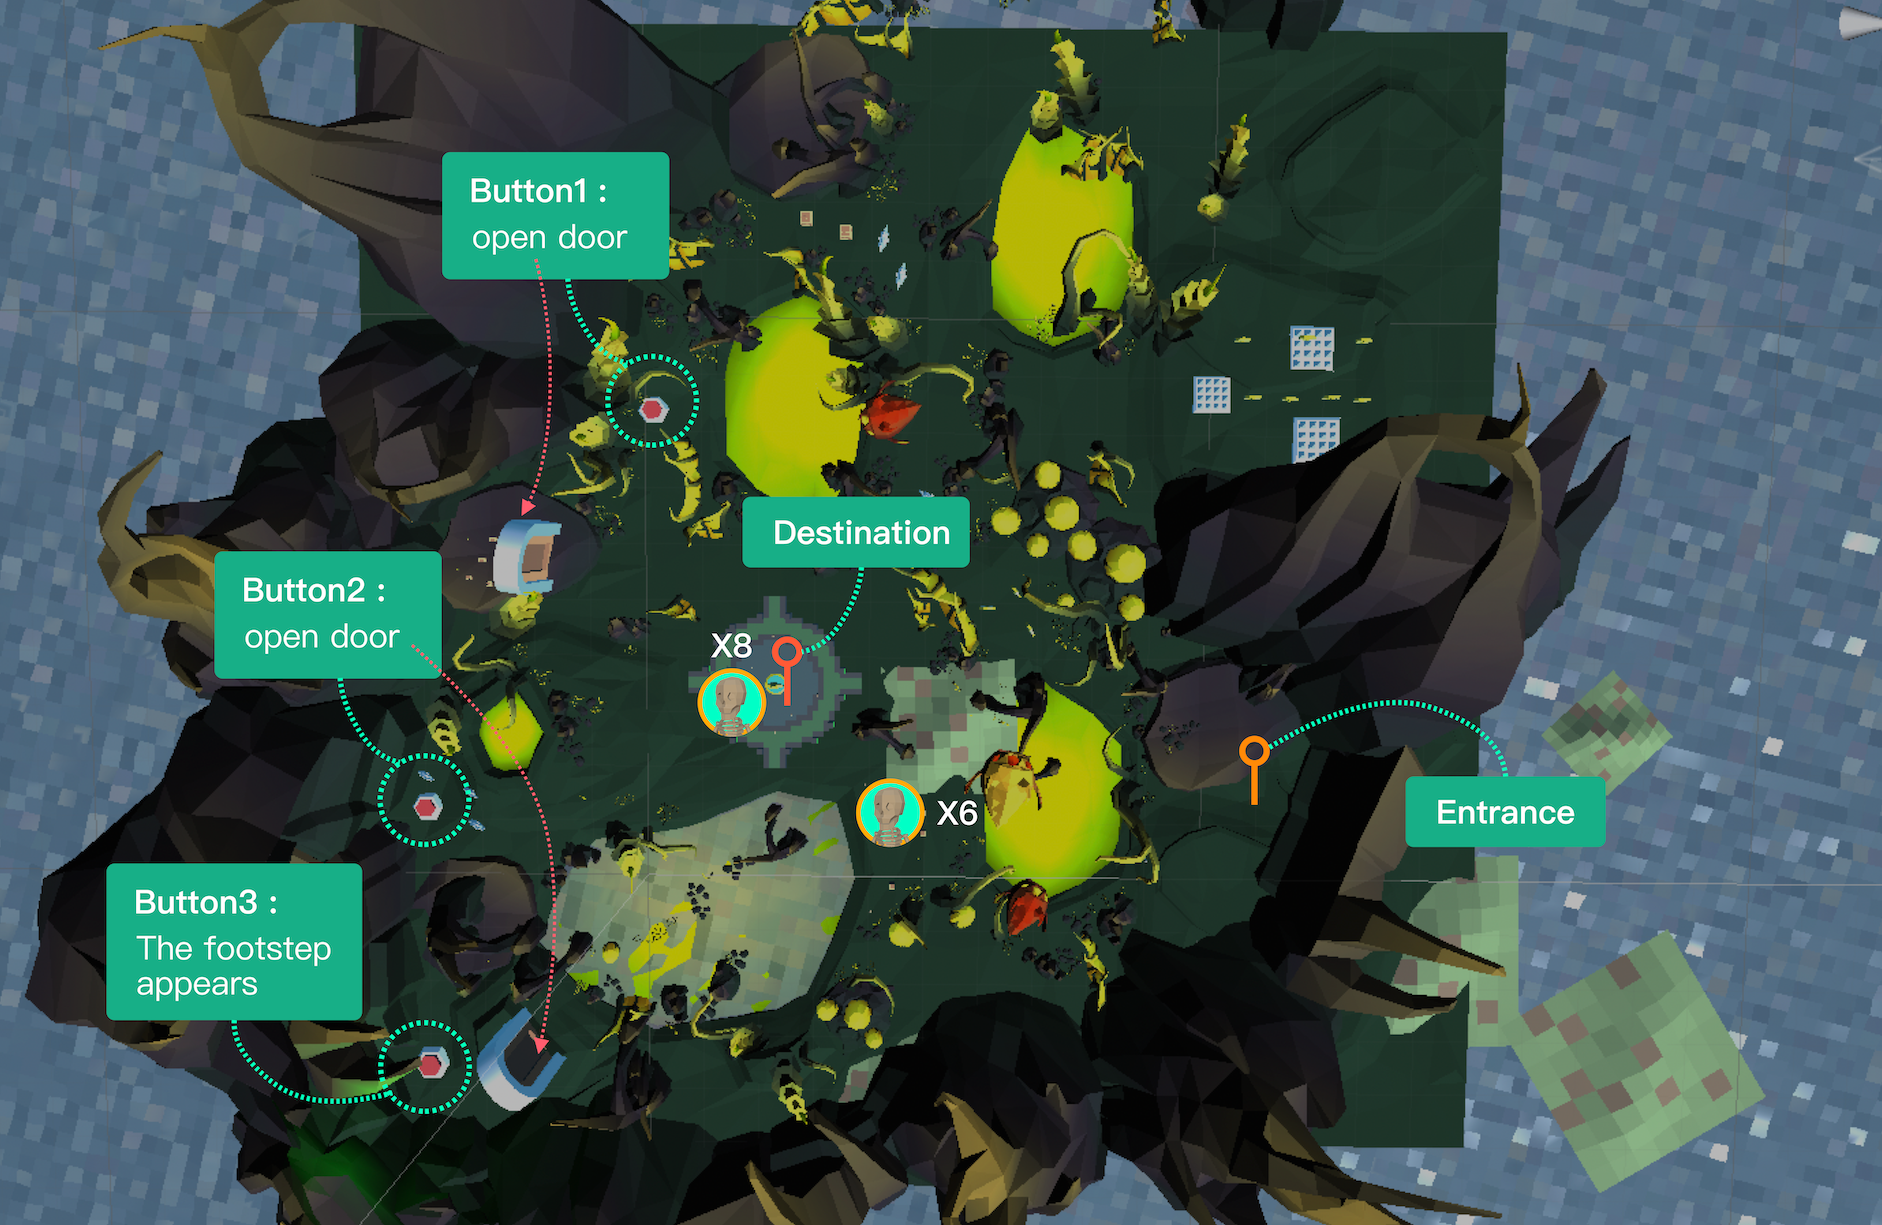 Button1 :
open door
Destination
Button2 :
open door
X8
X6
Entrance
Button3 :
The footstep
appears